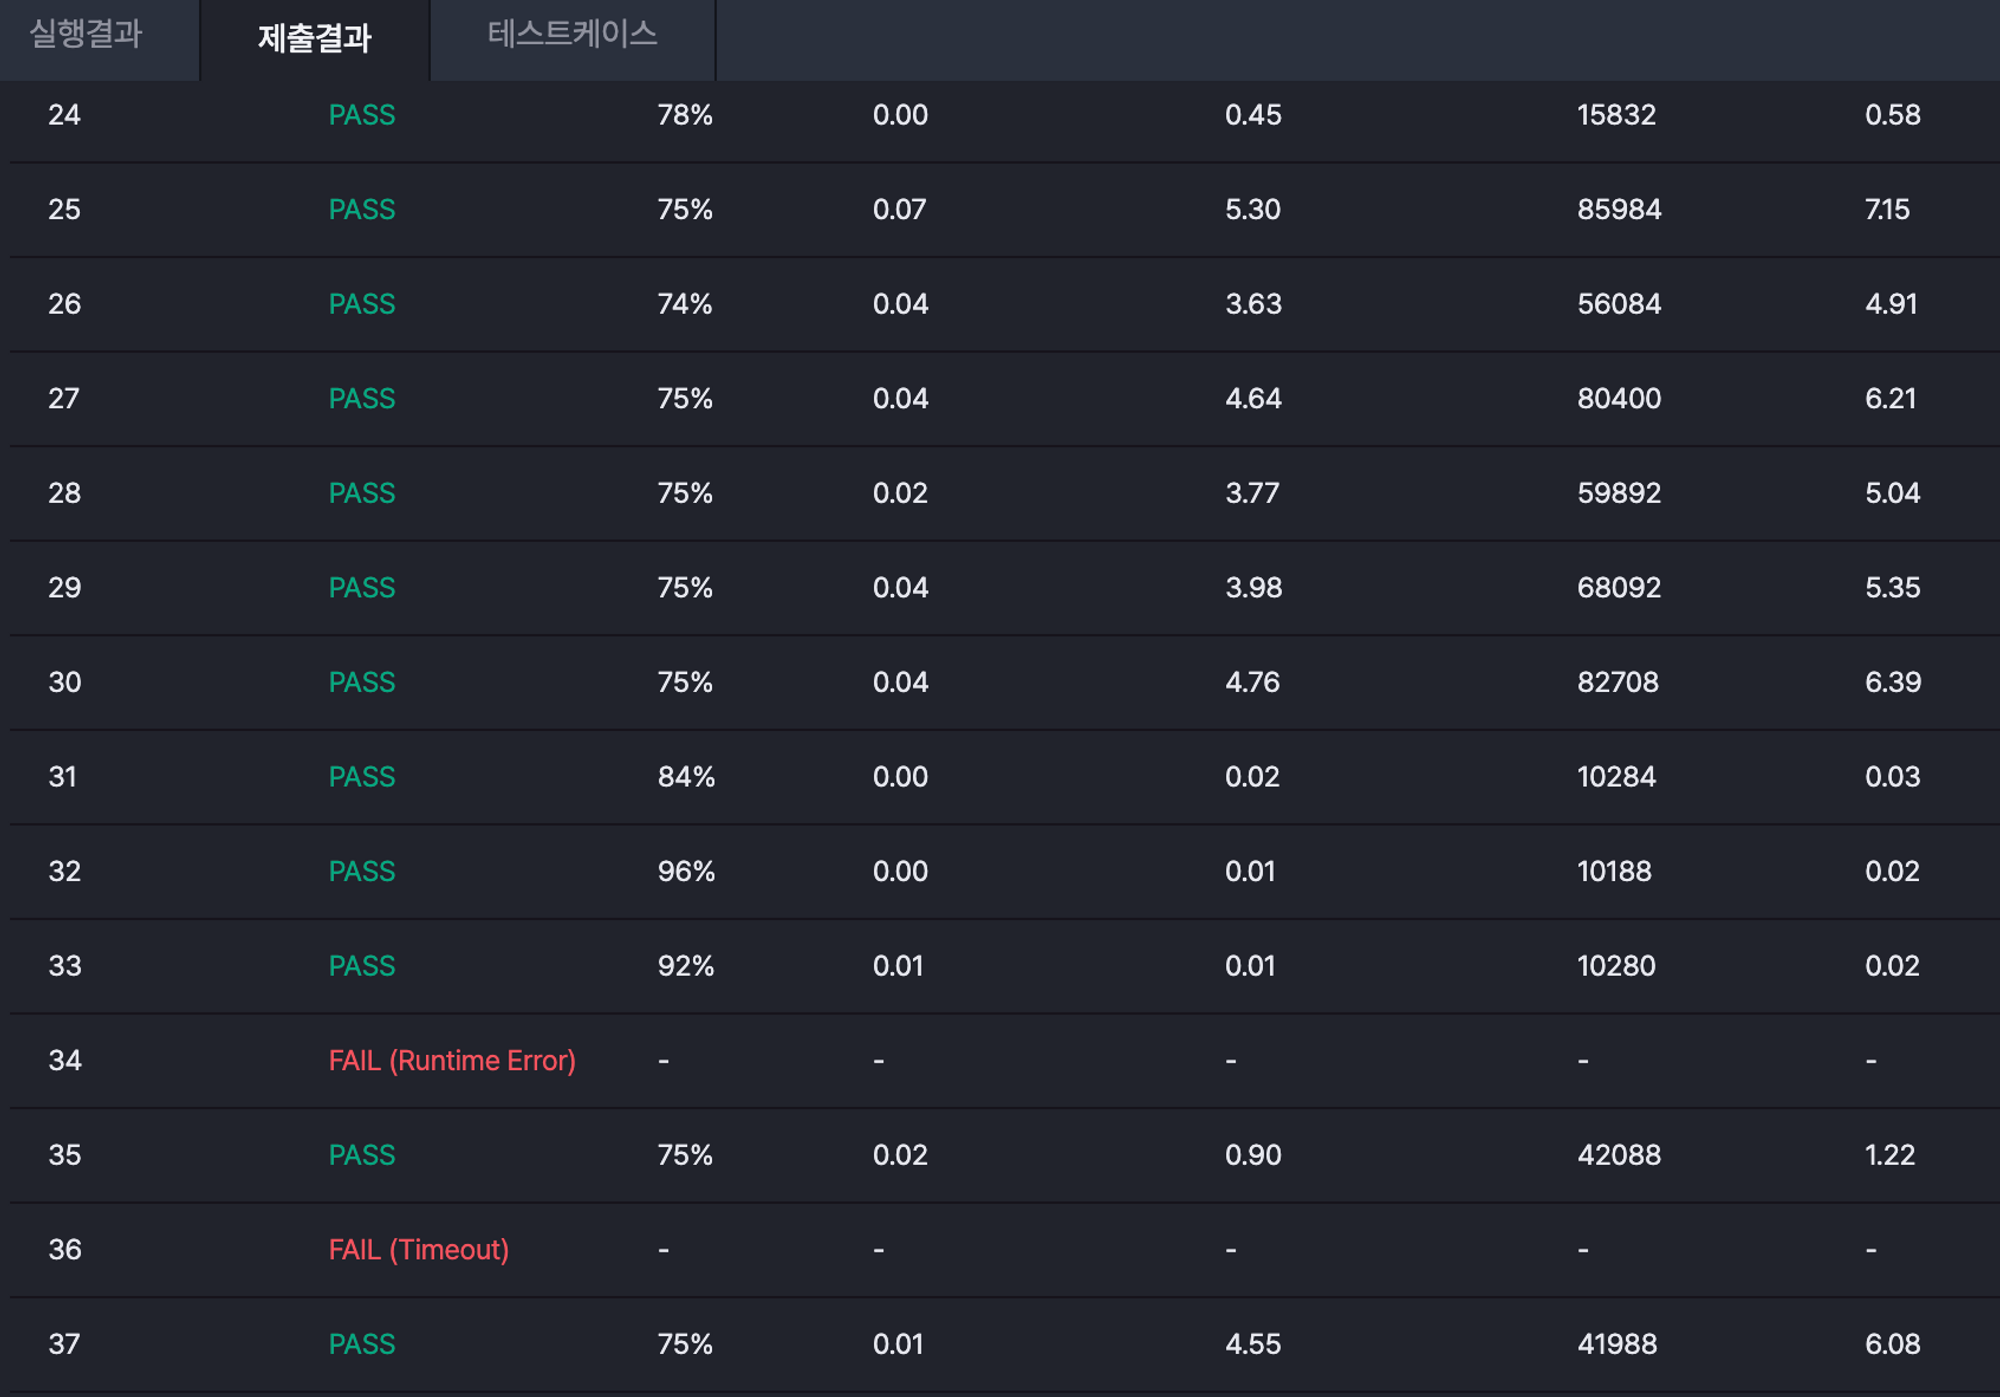 실행결과 제출결과 테스트케이스
24 PASS 78% 0.00 0.45 15832 0.58
25 PASS 75% 0.07 5.30 85984 7.15
26 PASS 74% 0.04 3.63 56084 4.91
27 PASS 75% 0.04 4.64 80400 6.21
28 PASS 75% 0.02 3.77 59892 5.04
29 PASS 75% 0.04 3.98 68092 5.35
30 PASS 75% 0.04 4.76 82708 6.39
31 PASS 84% 0.00 0.02 10284 0.03
32 PASS 96% 0.00 0.01 10188 0.02
33 PASS 92% 0.01 0.01 10280 0.02
34 FAIL (Runtime Error) - - - - -
35 PASS 75% 0.02 0.90 42088 1.22
36 FAIL (Timeout) - - - - -
37 PASS 75% 0.01 4.55 41988 6.08